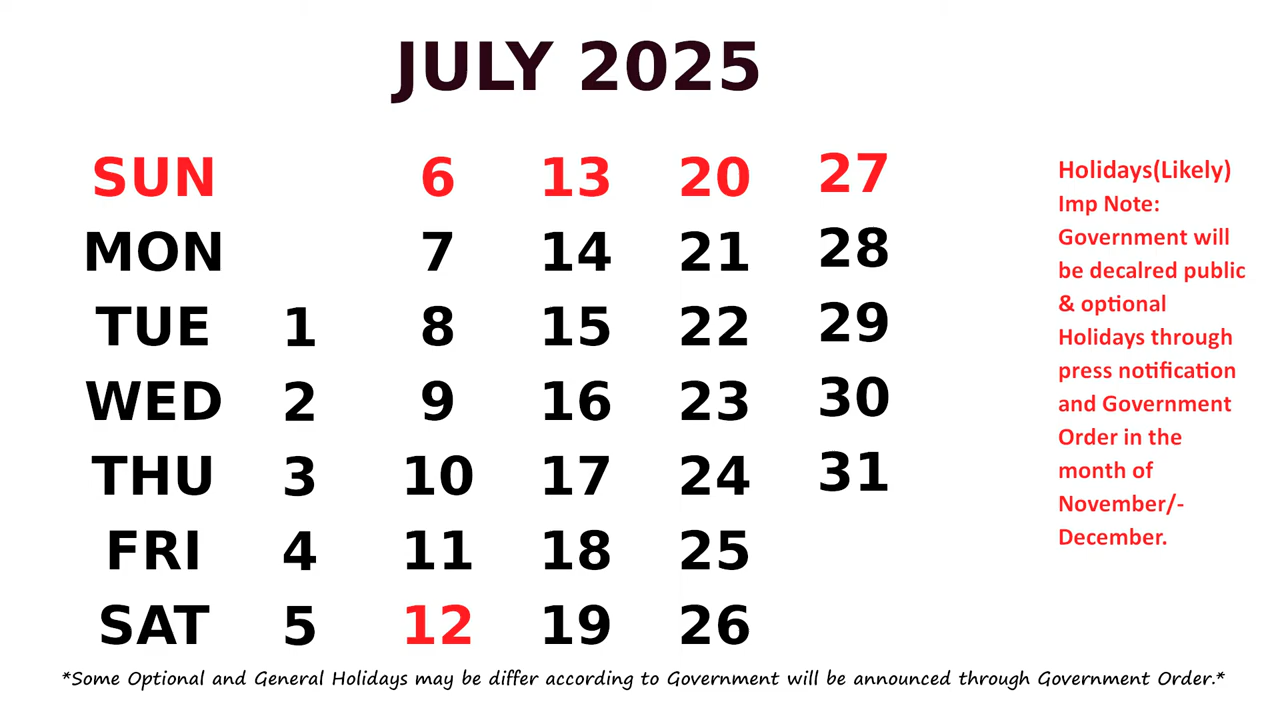 JULY 2025
SUN 6 13 20 27
MON 7 14 21 28
TUE 1 8 15 22 29
WED 2 9 16 23 30
THU 3 10 17 24 31
FRI 4 11 18 25
SAT 5 12 19 26
Holidays(Likely)
Imp Note:
Government will
be decalred public
& optional
Holidays through
press notification
and Government
Order in the
month of
November/-
December.
*Some Optional and General Holidays may be differ according to Government will be announced through Government Order.*